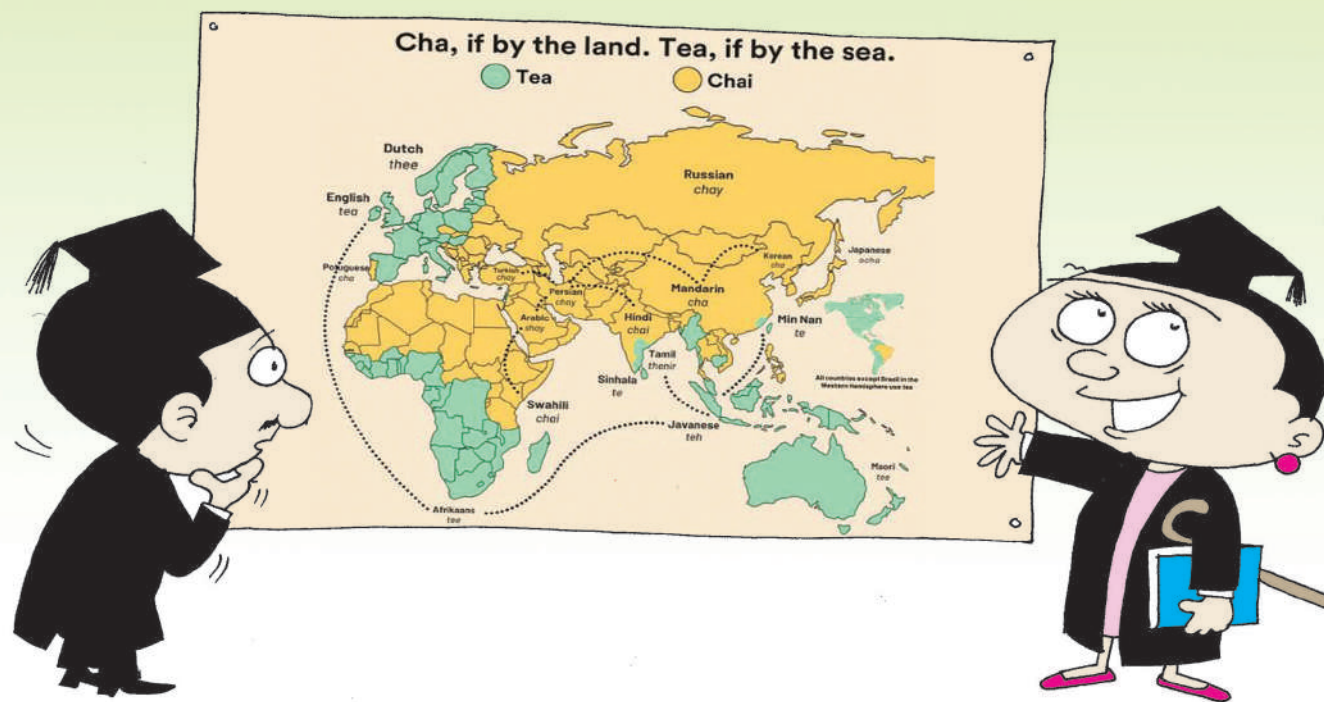 Cha, if by the land. Tea, if by the sea.
Tea
Chai
Dutch
thee
English
tea
Russian
chay
Portuguese
cha
Turkish
chay
Persian
chay
Arabic
shay
Korean
cha
Japanese
ocha
Mandarin
cha
Hindi
chai
Min Nan
te
Tamil
thenir
Sinhala
te
All countries except Brasil in the
Western Hemisphere use tea
Swahili
chai
Javanese
teh
Maori
tee
Afrikaans
tee